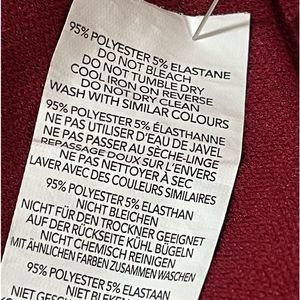 95% POLYESTER 5% ELASTANE
DO NOT BLEACH
DO NOT TUMBLE DRY
COOL IRON ON REVERSE
DO NOT DRY CLEAN
WASH WITH SIMILAR COLOURS
95% POLYESTER 5% ÉLASTHANNE
NE PAS UTILISER D'EAU DE JAVEL
NE PAS PASSER AU SÈCHE-LINGE
REPASSAGE DOUX SUR L'ENVERS
NE PAS NETTOYER À SEC
LAVER AVEC DES COULEURS SIMILAIRES
95% POLYESTER 5% ELASTHAN
NICHT BLEICHEN
NICHT FÜR DEN TROCKNER GEEIGNET
AUF DER RÜCKSEITE KÜHL BÜGELN
NICHT CHEMISCH REINIGEN
MIT ÄHNLICHEN FARBEN ZUSAMMEN WASCHEN
95% POLYESTER 5% ELASTAAN
NIET BLEKEN
NIET